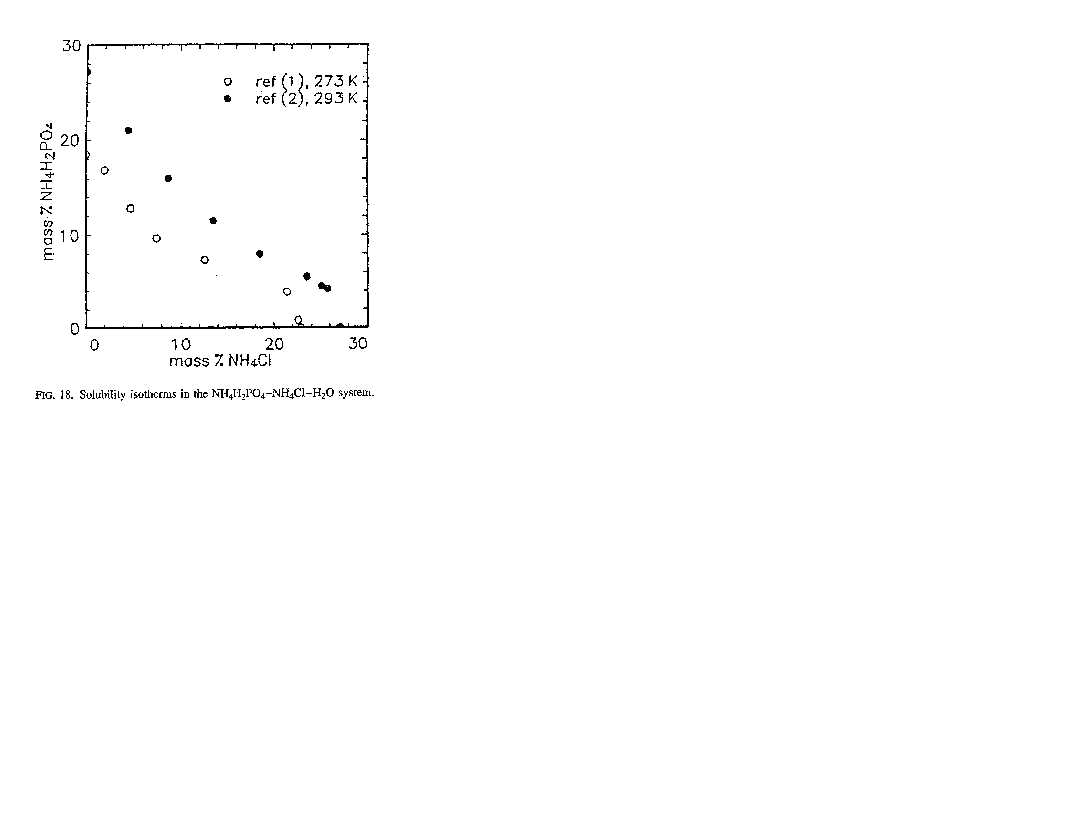 30
20
10
0
mass % NH₄H₂PO₄
ref (1), 273 K
ref (2), 293 K
0 10 20 30
mass % NH₄Cl
FIG. 18. Solubility isotherms in the NH₄H₂PO₄–NH₄Cl–H₂O system.